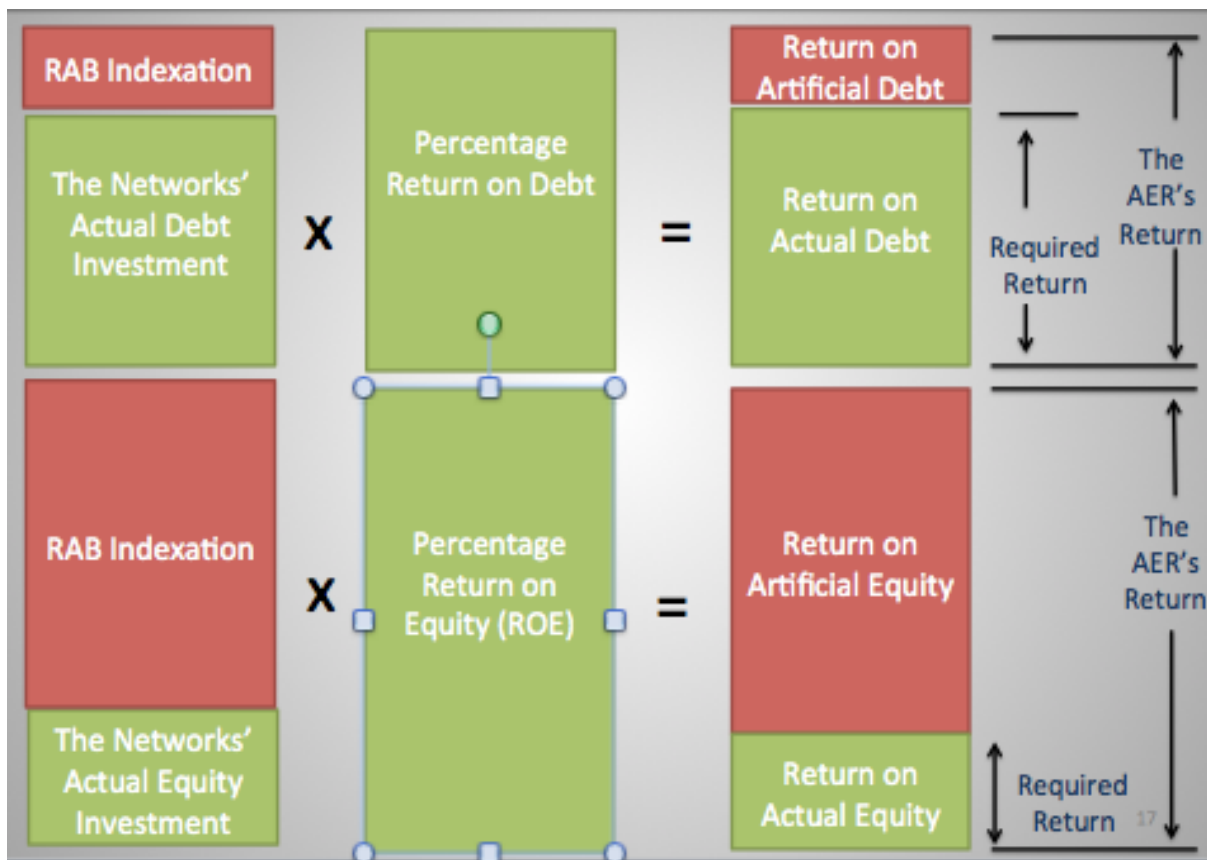 RAB Indexation
The Networks'
Actual Debt
Investment
X
Percentage
Return on Debt
=
Return on
Artificial Debt
Return on
Actual Debt
Required
Return
The
AER's
Return
RAB Indexation
The Networks'
Actual Equity
Investment
X
Percentage
Return on
Equity (ROE)
=
Return on
Artificial Equity
Return on
Actual Equity
Required
Return
The
AER's
Return
17